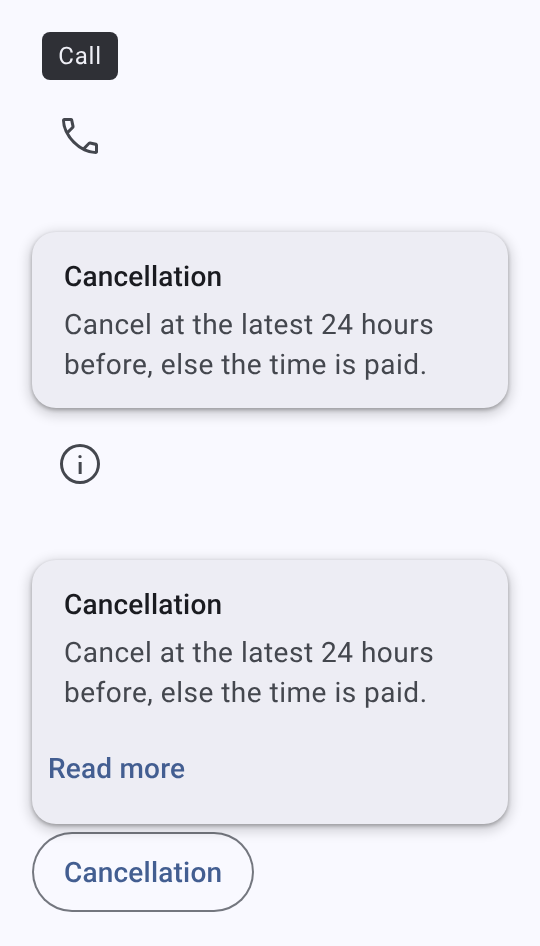 Call
Cancellation
Cancel at the latest 24 hours
before, else the time is paid.
Cancellation
Cancel at the latest 24 hours
before, else the time is paid.
Read more
Cancellation